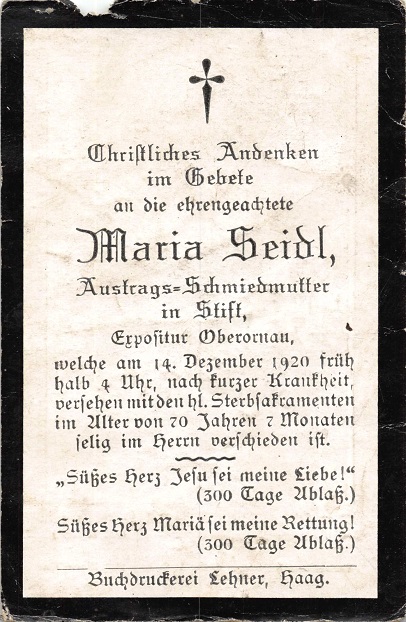 Christliches Andenken
im Gebete
an die ehrengeachtete
Maria Seidl,
Austrags=Schmiedmutter
in Stift,
Expositur Oberornau,
welche am 14. Dezember 1920 früh
halb 4 Uhr, nach kurzer Krankheit,
versehen mit den hl. Sterbsakramenten
im Alter von 70 Jahren 7 Monaten
selig im Herrn verschieden ist.
„Süßes Herz Jesu sei meine Liebe!"
(300 Tage Ablaß.)
Süßes Herz Mariä sei meine Rettung!
(300 Tage Ablaß.)
Buchdruckerei Lehner, Haag.